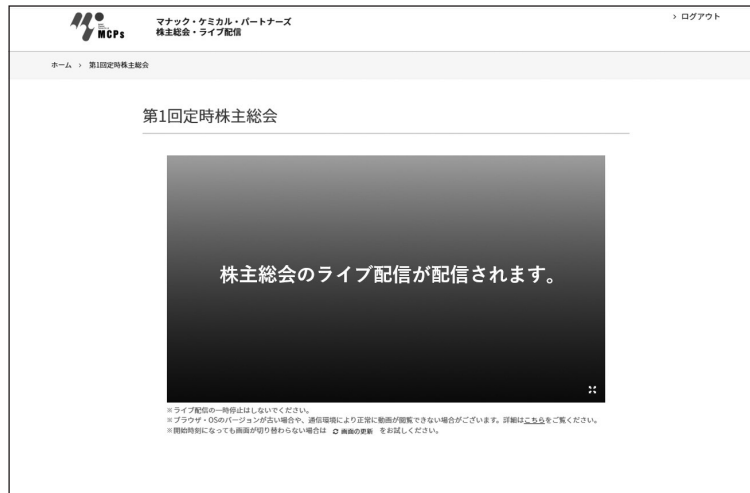 MCPs
マナック・ケミカル・パートナーズ
株主総会・ライブ配信
› ログアウト
ホーム › 第1回定時株主総会
第1回定時株主総会
株主総会のライブ配信が配信されます。
※ライブ配信の一時停止はしないでください。
※ブラウザ・OSのバージョンが古い場合や、通信環境により正常に動画が閲覧できない場合がございます。詳細はこちらをご覧ください。
※開始時刻になっても画面が切り替わらない場合は 画面の更新 をお試しください。